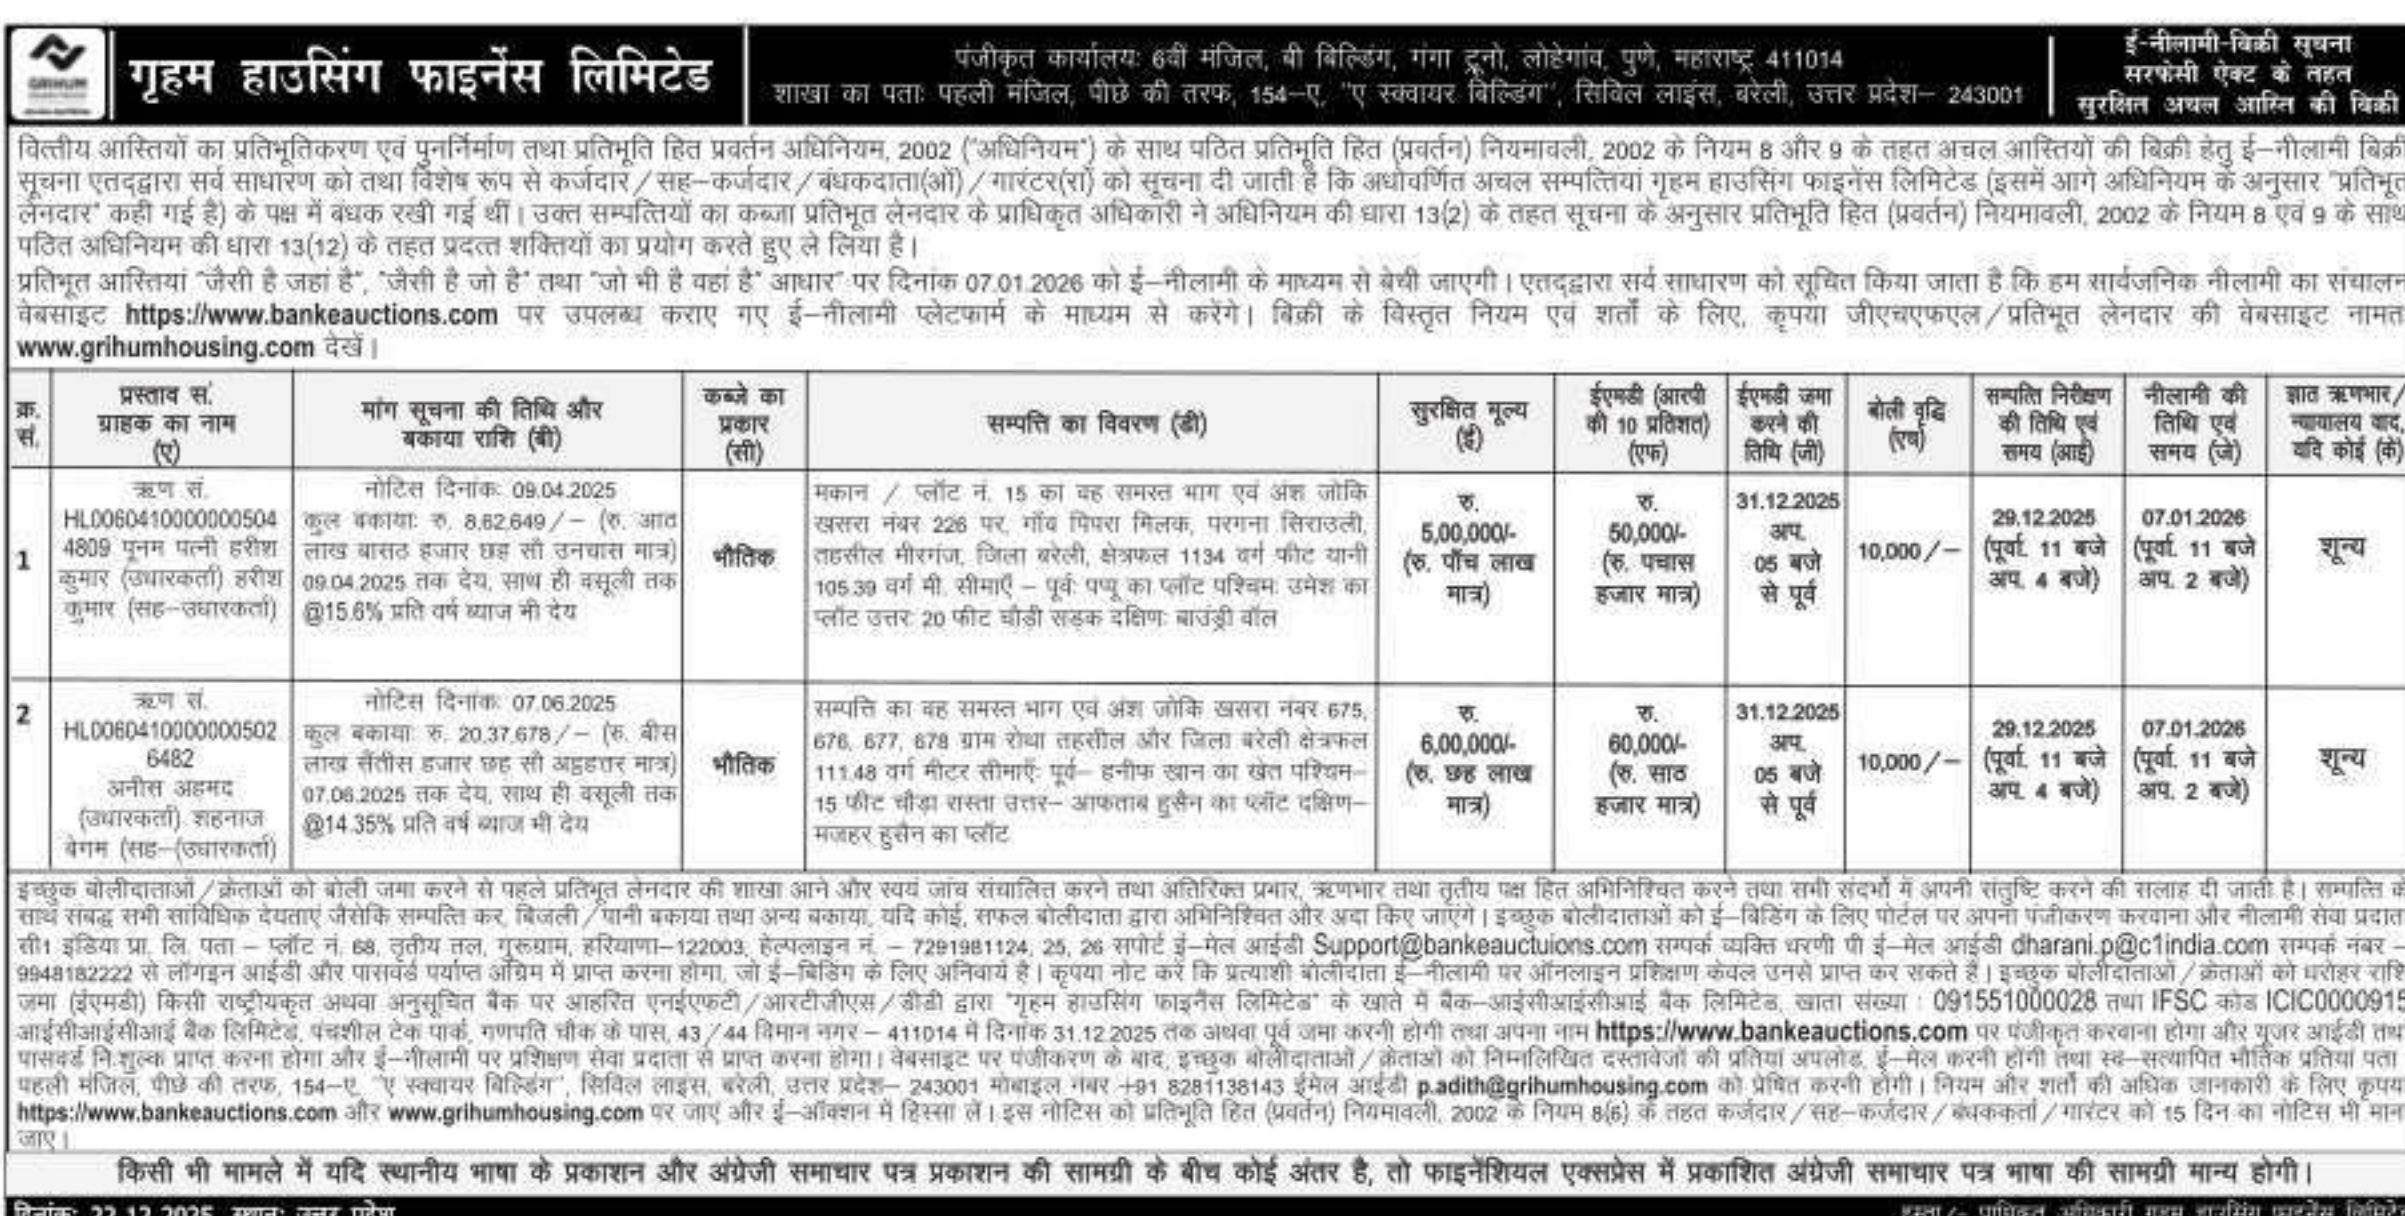 GRIHUM
गृहम हाउसिंग फाइनेंस लिमिटेड
पंजीकृत कार्यालयः 6वीं मंजिल, बी बिल्डिंग, गंगा ट्रूनो, लोहेगांव, पुणे, महाराष्ट्र 411014
शाखा का पताः पहली मंजिल, पीछे की तरफ, 154–ए, "ए स्क्वायर बिल्डिंग", सिविल लाइंस, बरेली, उत्तर प्रदेश– 243001
ई-नीलामी-बिक्री सूचना
सरफेसी ऐक्ट के तहत
सुरक्षित अचल आस्ति की बिक्री
वित्तीय आस्तियों का प्रतिभूतिकरण एवं पुनर्निर्माण तथा प्रतिभूति हित प्रवर्तन अधिनियम, 2002 ("अधिनियम") के साथ पठित प्रतिभूति हित (प्रवर्तन) नियमावली, 2002 के नियम 8 और 9 के तहत अचल आस्तियों की बिक्री हेतु ई–नीलामी बिक्री
सूचना एतद्द्वारा सर्व साधारण को तथा विशेष रूप से कर्जदार/सह–कर्जदार/बंधकदाता(ओं)/गारंटर(रों) को सूचना दी जाती है कि अधोवर्णित अचल सम्पत्तियां गृहम हाउसिंग फाइनेंस लिमिटेड (इसमें आगे अधिनियम के अनुसार "प्रतिभूत
लेनदार" कही गई है) के पक्ष में बंधक रखी गई थीं। उक्त सम्पत्तियों का कब्जा प्रतिभूत लेनदार के प्राधिकृत अधिकारी ने अधिनियम की धारा 13(2) के तहत सूचना के अनुसार प्रतिभूति हित (प्रवर्तन) नियमावली, 2002 के नियम 8 एवं 9 के साथ
पठित अधिनियम की धारा 13(12) के तहत प्रदत्त शक्तियों का प्रयोग करते हुए ले लिया है।
प्रतिभूत आस्तियां "जैसी है जहां है", "जैसी है जो है" तथा "जो भी है वहां है" आधार" पर दिनांक 07.01.2026 को ई–नीलामी के माध्यम से बेची जाएगी। एतद्द्वारा सर्व साधारण को सूचित किया जाता है कि हम सार्वजनिक नीलामी का संचालन
वेबसाइट https://www.bankeauctions.com पर उपलब्ध कराए गए ई–नीलामी प्लेटफार्म के माध्यम से करेंगे। बिक्री के विस्तृत नियम एवं शर्तों के लिए, कृपया जीएचएफएल/प्रतिभूत लेनदार की वेबसाइट नामत
www.grihumhousing.com देखें।
क्र. सं.
प्रस्ताव सं. ग्राहक का नाम (ए)
मांग सूचना की तिथि और बकाया राशि (बी)
कब्जे का प्रकार (सी)
सम्पत्ति का विवरण (डी)
सुरक्षित मूल्य (ई)
ईएमडी (आरपी की 10 प्रतिशत) (एफ)
ईएमडी जमा करने की तिथि (जी)
बोली वृद्धि (एच)
सम्पत्ति निरीक्षण की तिथि एवं समय (आई)
नीलामी की तिथि एवं समय (जे)
ज्ञात ऋणभार/ न्यायालय वाद, यदि कोई (के)
1
ऋण सं.
HL0060410000000504
4809 पूनम पत्नी हरीश
कुमार (उधारकर्ता) हरीश
कुमार (सह–उधारकर्ता)
नोटिस दिनांकः 09.04.2025
कुल बकायाः रु. 8,62,649/– (रु. आठ
लाख बासठ हजार छह सौ उनचास मात्र)
09.04.2025 तक देय, साथ ही वसूली तक
@15.6% प्रति वर्ष ब्याज भी देय
भौतिक
मकान / प्लॉट नं. 15 का वह समस्त भाग एवं अंश जोकि
खसरा नंबर 226 पर, गाँव पिपरा मिलक, परगना सिराउली,
तहसील मीरगंज, जिला बरेली, क्षेत्रफल 1134 वर्ग फीट यानी
105.39 वर्ग मी. सीमाएँ – पूर्वः पप्पू का प्लॉट पश्चिमः उमेश का
प्लॉट उत्तरः 20 फीट चौड़ी सड़क दक्षिणः बाउंड्री वॉल
रु.
5,00,000/-
(रु. पाँच लाख
मात्र)
रु.
50,000/-
(रु. पचास
हजार मात्र)
31.12.2025
अप.
05 बजे
से पूर्व
10,000/–
29.12.2025
(पूर्वा. 11 बजे
अप. 4 बजे)
07.01.2026
(पूर्वा. 11 बजे
अप. 2 बजे)
शून्य
2
ऋण सं.
HL0060410000000502
6482
अनीस अहमद
(उधारकर्ता) शहनाज
बेगम (सह–(उधारकर्ता)
नोटिस दिनांकः 07.06.2025
कुल बकायाः रु. 20,37,678/– (रु. बीस
लाख सैंतीस हजार छह सौ अठ्ठहत्तर मात्र)
07.06.2025 तक देय, साथ ही वसूली तक
@14.35% प्रति वर्ष ब्याज भी देय
भौतिक
सम्पत्ति का वह समस्त भाग एवं अंश जोकि खसरा नंबर 675,
676, 677, 678 ग्राम रोथा तहसील और जिला बरेली क्षेत्रफल
111.48 वर्ग मीटर सीमाएँः पूर्व– हनीफ खान का खेत पश्चिम–
15 फीट चौड़ा रास्ता उत्तर– आफताब हुसैन का प्लॉट दक्षिण–
मजहर हुसैन का प्लॉट
रु.
6,00,000/-
(रु. छह लाख
मात्र)
रु.
60,000/-
(रु. साठ
हजार मात्र)
31.12.2025
अप.
05 बजे
से पूर्व
10,000/–
29.12.2025
(पूर्वा. 11 बजे
अप. 4 बजे)
07.01.2026
(पूर्वा. 11 बजे
अप. 2 बजे)
शून्य
इच्छुक बोलीदाताओं/क्रेताओं को बोली जमा करने से पहले प्रतिभूत लेनदार की शाखा आने और स्वयं जांच संचालित करने तथा अतिरिक्त प्रभार, ऋणभार तथा तृतीय पक्ष हित अभिनिश्चित करने तथा सभी संदर्भों में अपनी संतुष्टि करने की सलाह दी जाती है। सम्पत्ति के
साथ संबद्ध सभी सांविधिक देयताएं जैसेकि सम्पत्ति कर, बिजली/पानी बकाया तथा अन्य बकाया, यदि कोई, सफल बोलीदाता द्वारा अभिनिश्चित और अदा किए जाएंगे। इच्छुक बोलीदाताओं को ई–बिडिंग के लिए पोर्टल पर अपना पंजीकरण करवाना और नीलामी सेवा प्रदाता
सी1 इंडिया प्रा. लि. पता – प्लॉट नं. 68, तृतीय तल, गुरूग्राम, हरियाणा–122003, हेल्पलाइन नं. – 7291981124, 25, 26 सपोर्ट ई–मेल आईडी Support@bankeauctuions.com सम्पर्क व्यक्ति धरणी पी ई–मेल आईडी dharani.p@c1india.com सम्पर्क नंबर –
9948182222 से लॉगइन आईडी और पासवर्ड पर्याप्त अग्रिम में प्राप्त करना होगा, जो ई–बिडिंग के लिए अनिवार्य है। कृपया नोट करें कि प्रत्याशी बोलीदाता ई–नीलामी पर ऑनलाइन प्रशिक्षण केवल उनसे प्राप्त कर सकते हैं। इच्छुक बोलीदाताओं/क्रेताओं को धरोहर राशि
जमा (ईएमडी) किसी राष्ट्रीयकृत अथवा अनुसूचित बैंक पर आहरित एनईएफटी/आरटीजीएस/डीडी द्वारा "गृहम हाउसिंग फाइनेंस लिमिटेड" के खाते में बैंक–आईसीआईसीआई बैंक लिमिटेड, खाता संख्या : 091551000028 तथा IFSC कोड ICIC0000915
आईसीआईसीआई बैंक लिमिटेड, पंचशील टेक पार्क, गणपति चौक के पास, 43/44 विमान नगर – 411014 में दिनांक 31.12.2025 तक अथवा पूर्व जमा करनी होगी तथा अपना नाम https://www.bankeauctions.com पर पंजीकृत करवाना होगा और यूजर आईडी तथा
पासवर्ड निःशुल्क प्राप्त करना होगा और ई–नीलामी पर प्रशिक्षण सेवा प्रदाता से प्राप्त करना होगा। वेबसाइट पर पंजीकरण के बाद, इच्छुक बोलीदाताओं/क्रेताओं को निम्नलिखित दस्तावेजों की प्रतियां अपलोड, ई–मेल करनी होंगी तथा स्व–सत्यापित भौतिक प्रतियां पता
पहली मंजिल, पीछे की तरफ, 154–ए, "ए स्क्वायर बिल्डिंग", सिविल लाइंस, बरेली, उत्तर प्रदेश– 243001 मोबाइल नंबर +91 8281138143 ईमेल आईडी p.adith@grihumhousing.com को प्रेषित करनी होगी। नियम और शर्तों की अधिक जानकारी के लिए कृपया
https://www.bankeauctions.com और www.grihumhousing.com पर जाएं और ई–ऑक्शन में हिस्सा लें। इस नोटिस को प्रतिभूति हित (प्रवर्तन) नियमावली, 2002 के नियम 8(6) के तहत कर्जदार/सह–कर्जदार/बंधककर्ता/गारंटर को 15 दिन का नोटिस भी माना
जाए।
किसी भी मामले में यदि स्थानीय भाषा के प्रकाशन और अंग्रेजी समाचार पत्र प्रकाशन की सामग्री के बीच कोई अंतर है, तो फाइनेंशियल एक्सप्रेस में प्रकाशित अंग्रेजी समाचार पत्र भाषा की सामग्री मान्य होगी।
दिनांकः 22.12.2025, स्थानः उत्तर प्रदेश
हस्ता/- प्राधिकृत अधिकारी गृहम हाउसिंग फाइनेंस लिमिटेड